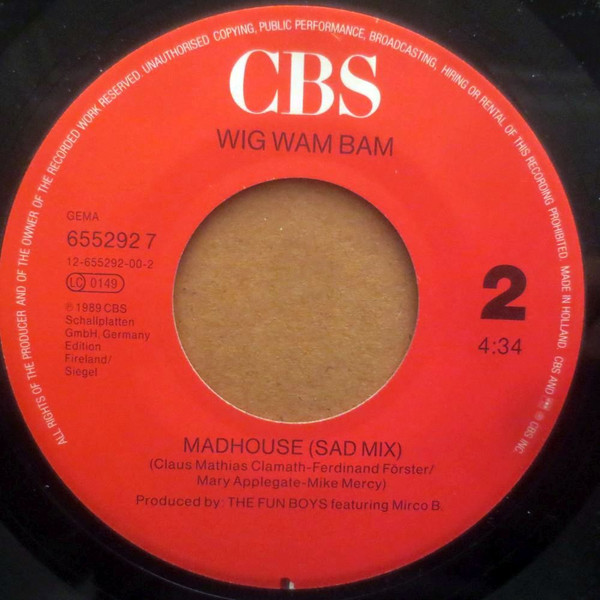 ALL RIGHTS OF THE PRODUCER AND OF THE OWNER OF THE RECORDED WORK RESERVED. UNAUTHORISED COPYING, PUBLIC PERFORMANCE, BROADCASTING, HIRING OR RENTAL OF THIS RECORDING PROHIBITED. MADE IN HOLLAND. CBS AND ® CBS INC.
CBS
WIG WAM BAM
GEMA
655292 7
12-655292-00-2
LC 0149
℗ 1989 CBS
Schallplatten
GmbH, Germany
Edition
Fireland/
Siegel
2
4:34
MADHOUSE (SAD MIX)
(Claus Mathias Clamath-Ferdinand Förster/
Mary Applegate-Mike Mercy)
Produced by: THE FUN BOYS featuring Mirco B.